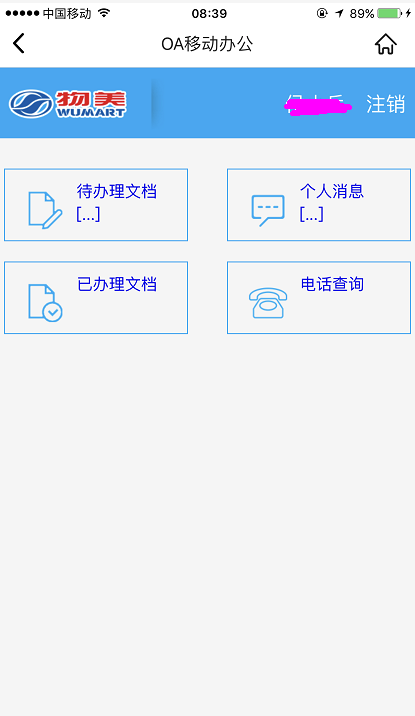 中国移动 08:39 89%
OA移动办公
物美 WUMART 注销
待办理文档
[...]
个人消息
[...]
已办理文档
电话查询